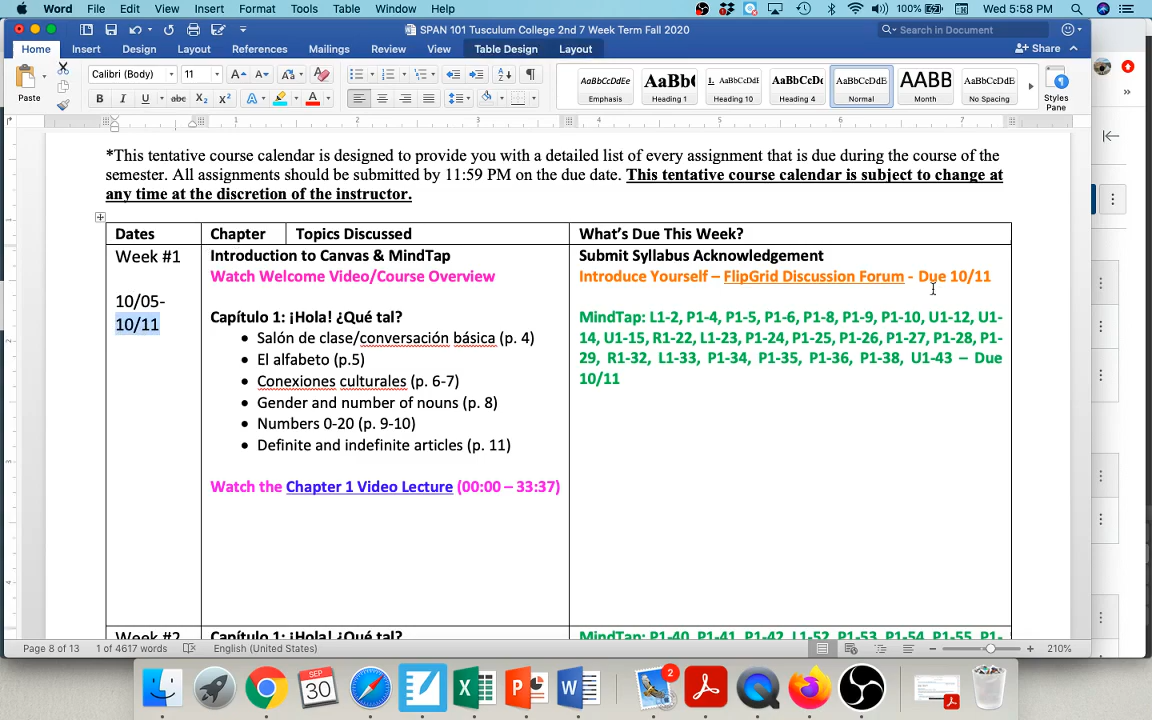 Word File Edit View Insert Format Tools Table Window Help 100% Wed 5:58 PM
SPAN 101 Tusculum College 2nd 7 Week Term Fall 2020
Search in Document
Home Insert Design Layout References Mailings Review View Table Design Layout
Share
Paste
Calibri (Body) 11
AaBbCcDdEe AaBbC AaBbCcDdE AaBbCcD AaBbCcDdE AABB AaBbCcDdE
Emphasis Heading 1 Heading 10 Heading 4 Normal Month No Spacing
Styles
Pane
*This tentative course calendar is designed to provide you with a detailed list of every assignment that is due during the course of the
semester. All assignments should be submitted by 11:59 PM on the due date. This tentative course calendar is subject to change at
any time at the discretion of the instructor.
Dates Chapter Topics Discussed What's Due This Week?
Week #1
10/05-
10/11
Introduction to Canvas & MindTap
Watch Welcome Video/Course Overview
Capítulo 1: ¡Hola! ¿Qué tal?
• Salón de clase/conversación básica (p. 4)
• El alfabeto (p.5)
• Conexiones culturales (p. 6-7)
• Gender and number of nouns (p. 8)
• Numbers 0-20 (p. 9-10)
• Definite and indefinite articles (p. 11)
Watch the Chapter 1 Video Lecture (00:00 – 33:37)
Submit Syllabus Acknowledgement
Introduce Yourself – FlipGrid Discussion Forum - Due 10/11
MindTap: L1-2, P1-4, P1-5, P1-6, P1-8, P1-9, P1-10, U1-12, U1-
14, U1-15, R1-22, L1-23, P1-24, P1-25, P1-26, P1-27, P1-28, P1-
29, R1-32, L1-33, P1-34, P1-35, P1-36, P1-38, U1-43 – Due
10/11
Week #2 Capítulo 1: ¡Hola! ¿Qué tal? MindTap: P1-40, P1-41, P1-42, L1-52, P1-53, P1-54, P1-55, P1-
Page 8 of 13 1 of 4617 words English (United States) 210%
SEP
30
2